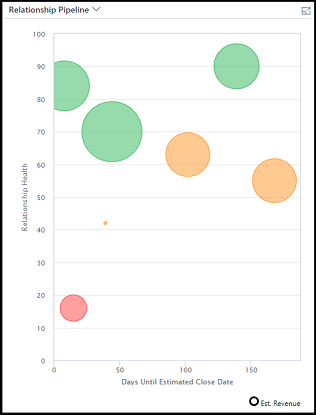 Relationship Pipeline
100
90
80
70
60
50
40
30
20
10
0
Relationship Health
0 50 100 150
Days Until Estimated Close Date
Est. Revenue